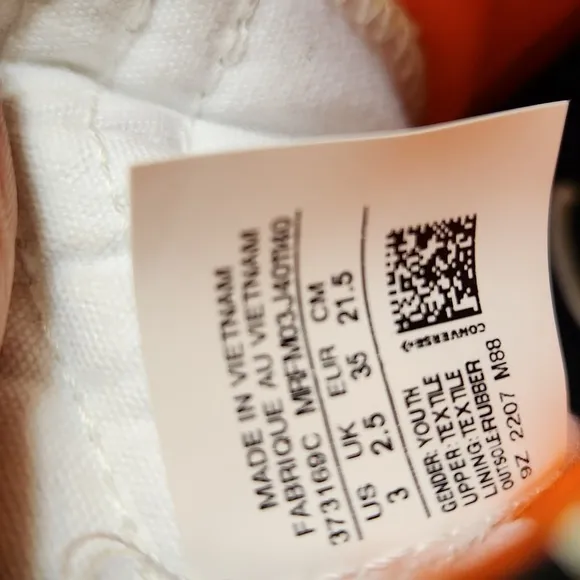 MADE IN VIETNAM
FABRIQUE AU VIETNAM
373169C MRFM03J401140
US UK EUR CM
3 2.5 35 21.5
CONVERSE
GENDER: YOUTH
UPPER: TEXTILE
LINING: TEXTILE
OUTSOLE: RUBBER
9Z 2207 M88